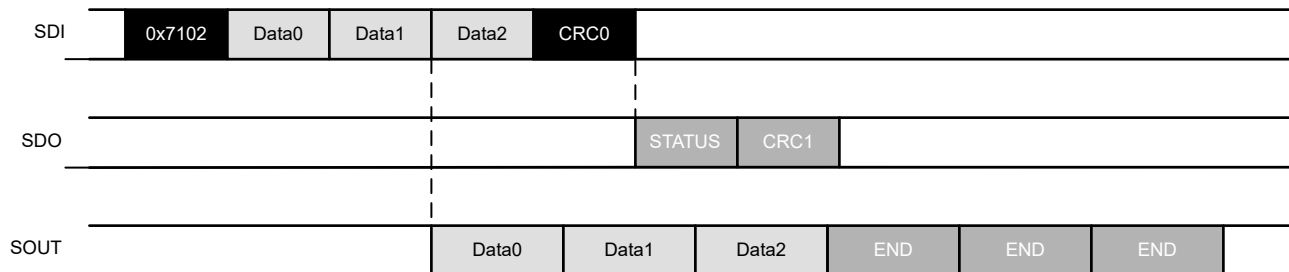 SDI 0x7102 Data0 Data1 Data2 CRC0
SDO STATUS CRC1
SOUT Data0 Data1 Data2 END END END